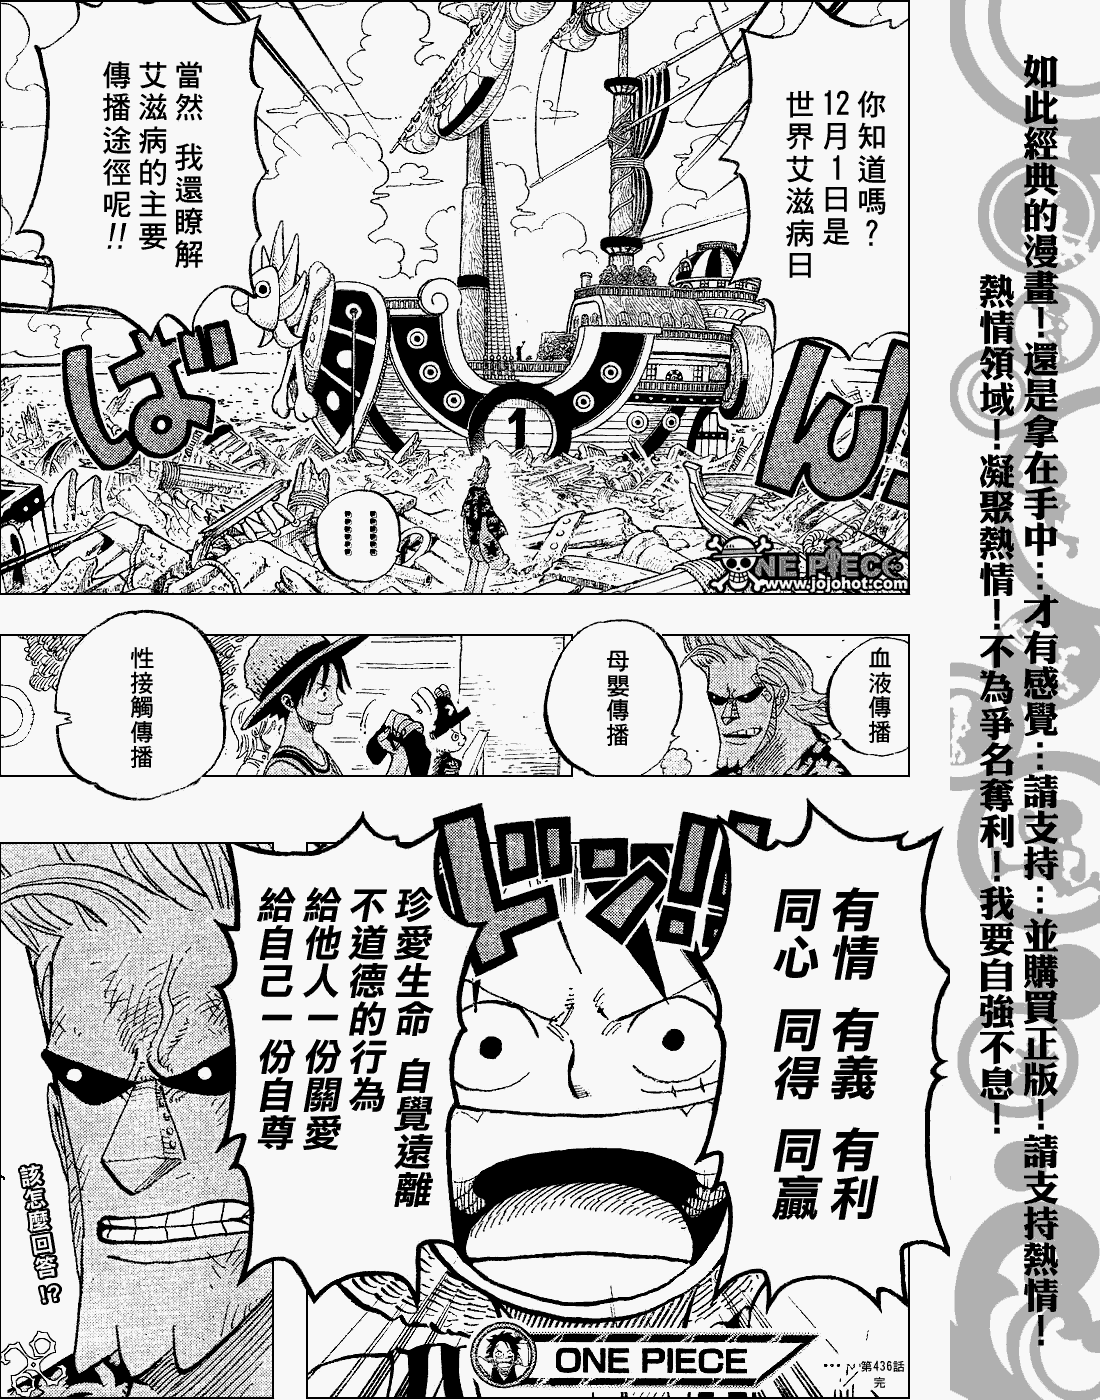 你知道嗎？
12月1日是
世界艾滋病日
當然 我還瞭解
艾滋病的主要
傳播途徑呢!!
ばん!
……
ONE PIECE
www.jojohot.com
1
血液傳播
母嬰傳播
性接觸傳播
ドドン!!
有情 有義 有利
同心 同得 同贏
珍愛生命 自覺遠離
不道德的行為
給他人一份關愛
給自己一份自尊
該怎麼回答!?
ONE PIECE
……第436話
完
如此經典的漫畫！還是拿在手中…才有感覺…請支持…並購買正版！請支持熱情！
熱情領域！凝聚熱情！不為爭名奪利！我要自強不息！